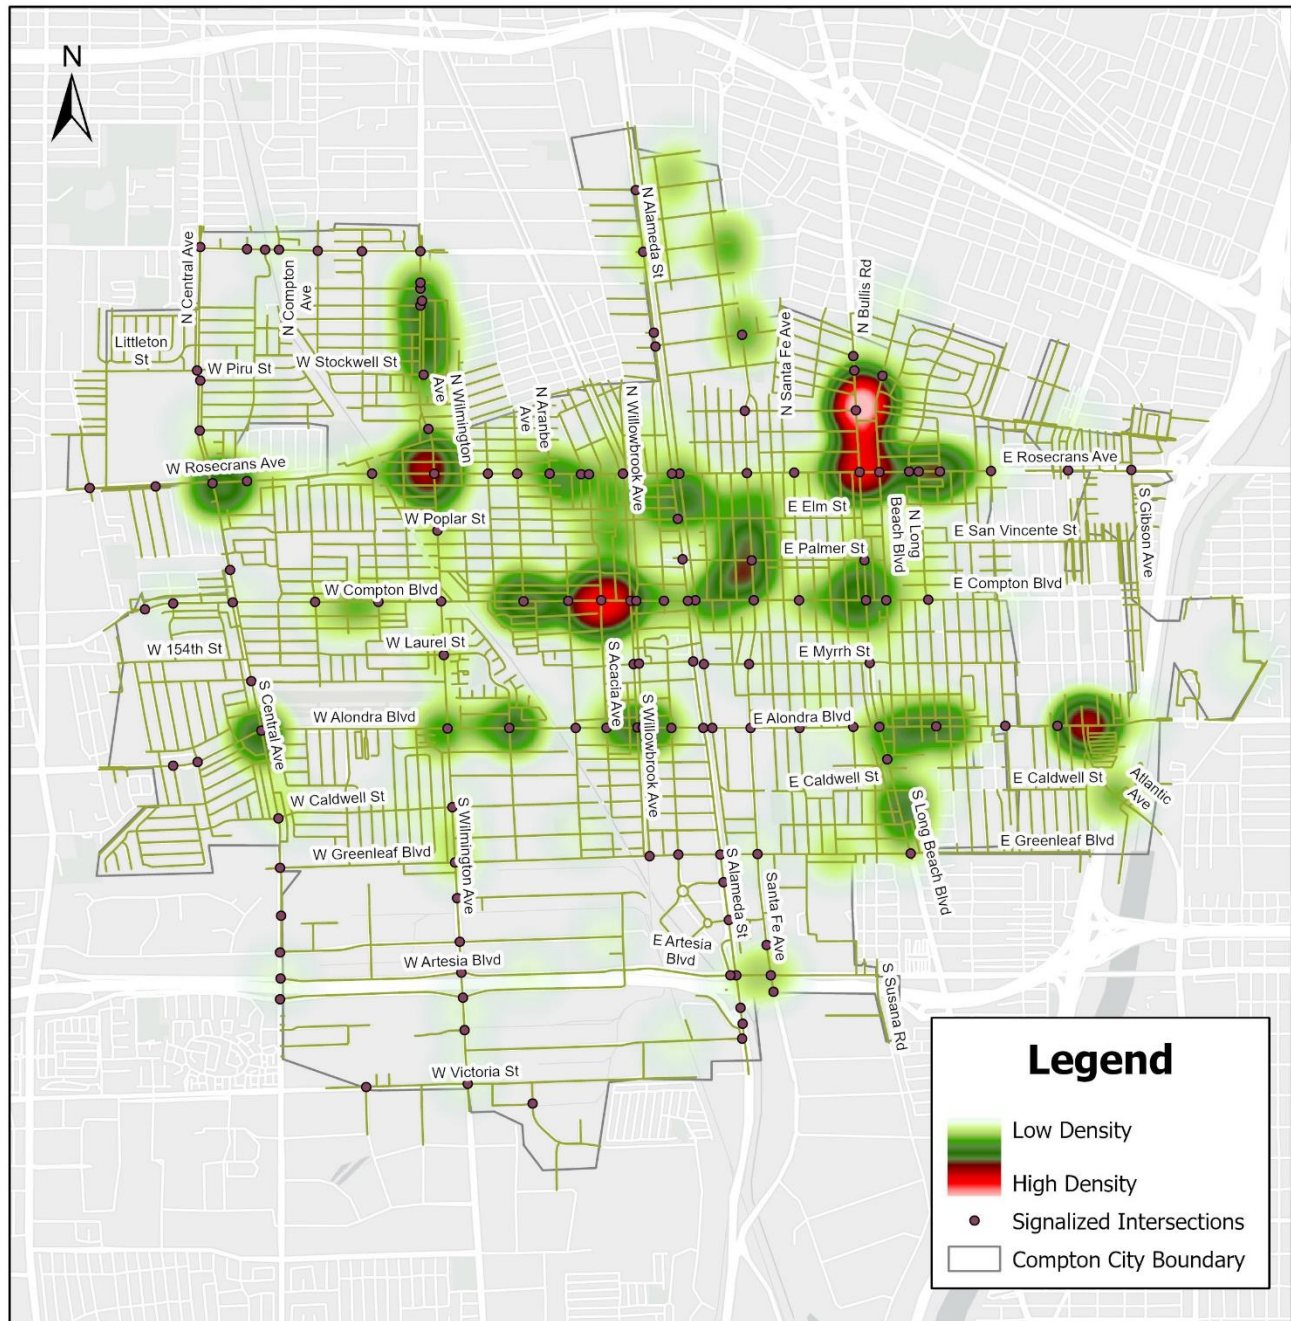 N
N Alameda St
N Central Ave
N Compton
Ave
N Bullis Rd
Littleton
St
N Santa Fe Ave
W Piru St
W Stockwell St
N Wilmington
Ave
N Aranbe
Ave
N Willowbrook Ave
W Rosecrans Ave
E Rosecrans Ave
S Gibson Ave
E Elm St
N Long
Beach Blvd
W Poplar St
E San Vincente St
E Palmer St
W Compton Blvd
E Compton Blvd
W 154th St
W Laurel St
S Acacia Ave
E Myrrh St
S Central Ave
W Alondra Blvd
S Willowbrook Ave
E Alondra Blvd
E Caldwell St
E Caldwell St
Atlantic
Ave
W Caldwell St
S Wilmington Ave
S Long Beach Blvd
W Greenleaf Blvd
E Greenleaf Blvd
S Alameda St
Santa Fe Ave
E Artesia
Blvd
W Artesia Blvd
S Susana Rd
W Victoria St
Legend
Low Density
High Density
Signalized Intersections
Compton City Boundary